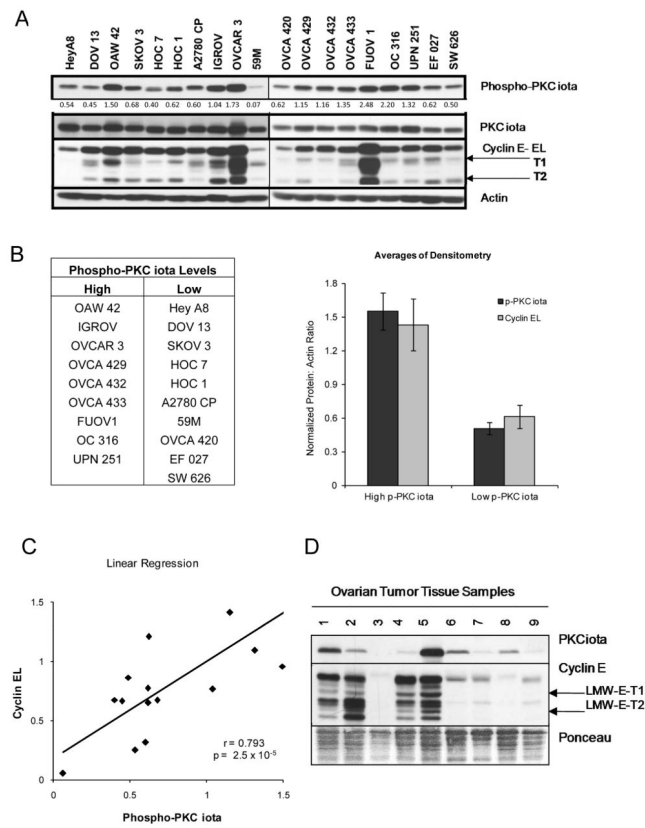 A
HeyA8 DOV 13 OAW 42 SKOV 3 HOC 7 HOC 1 A2780 CP IGROV OVCAR 3 59M OVCA 420 OVCA 429 OVCA 432 OVCA 433 FUOV 1 OC 316 UPN 251 EF 027 SW 626
Phospho-PKC iota
0.54 0.45 1.50 0.68 0.40 0.62 0.60 1.04 1.73 0.07 0.62 1.15 1.16 1.35 2.48 2.20 1.32 0.62 0.50
PKC iota
Cyclin E- EL
T1
T2
Actin
B
Phospho-PKC iota Levels
High Low
OAW 42 Hey A8
IGROV DOV 13
OVCAR 3 SKOV 3
OVCA 429 HOC 7
OVCA 432 HOC 1
OVCA 433 A2780 CP
FUOV1 59M
OC 316 OVCA 420
UPN 251 EF 027
SW 626
Averages of Densitometry
Normalized Protein: Actin Ratio
1.8
1.5
1.2
0.9
0.6
0.3
0
p-PKC iota
Cyclin EL
High p-PKC iota Low p-PKC iota
C
Linear Regression
Cyclin EL
1.5
1
0.5
0
r = 0.793
p = 2.5 x 10-5
0 0.5 1 1.5
Phospho-PKC iota
D
Ovarian Tumor Tissue Samples
1 2 3 4 5 6 7 8 9
PKCiota
Cyclin E
LMW-E-T1
LMW-E-T2
Ponceau